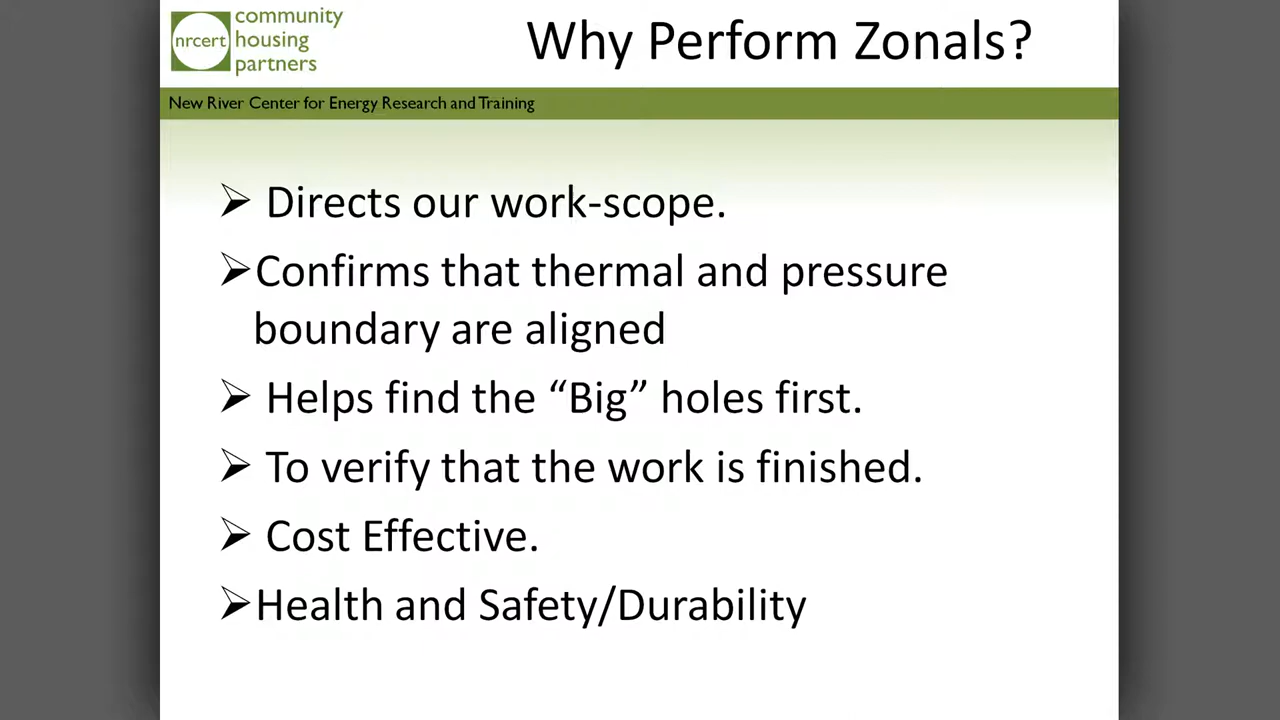 nrcert
community
housing
partners
Why Perform Zonals?
New River Center for Energy Research and Training
➢ Directs our work-scope.
➢Confirms that thermal and pressure
boundary are aligned
➢ Helps find the “Big” holes first.
➢ To verify that the work is finished.
➢ Cost Effective.
➢Health and Safety/Durability